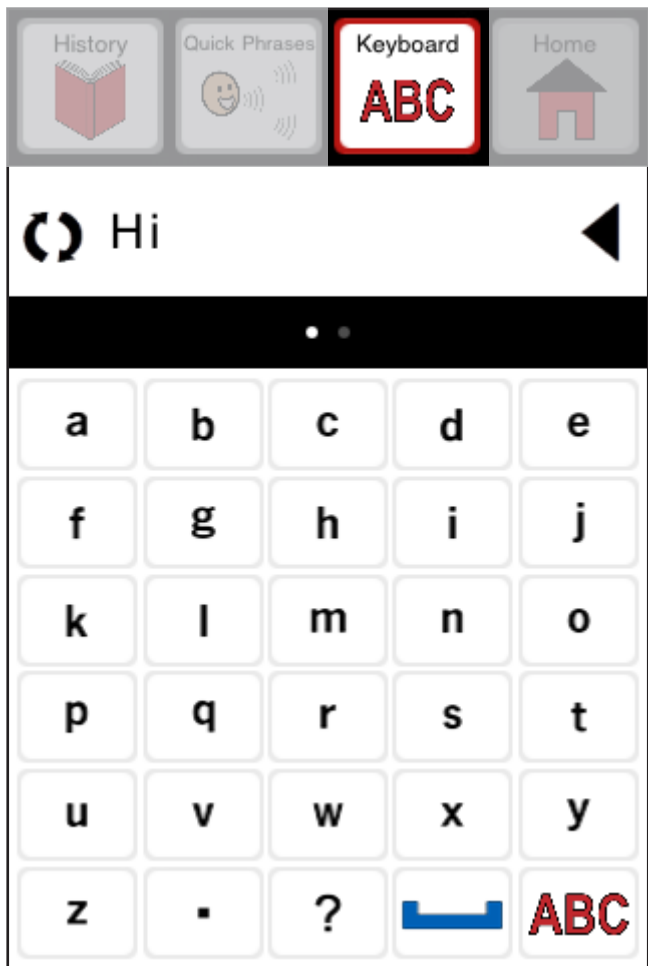 History Quick Phrases Keyboard Home
ABC
Hi
a b c d e
f g h i j
k l m n o
p q r s t
u v w x y
z . ? ABC